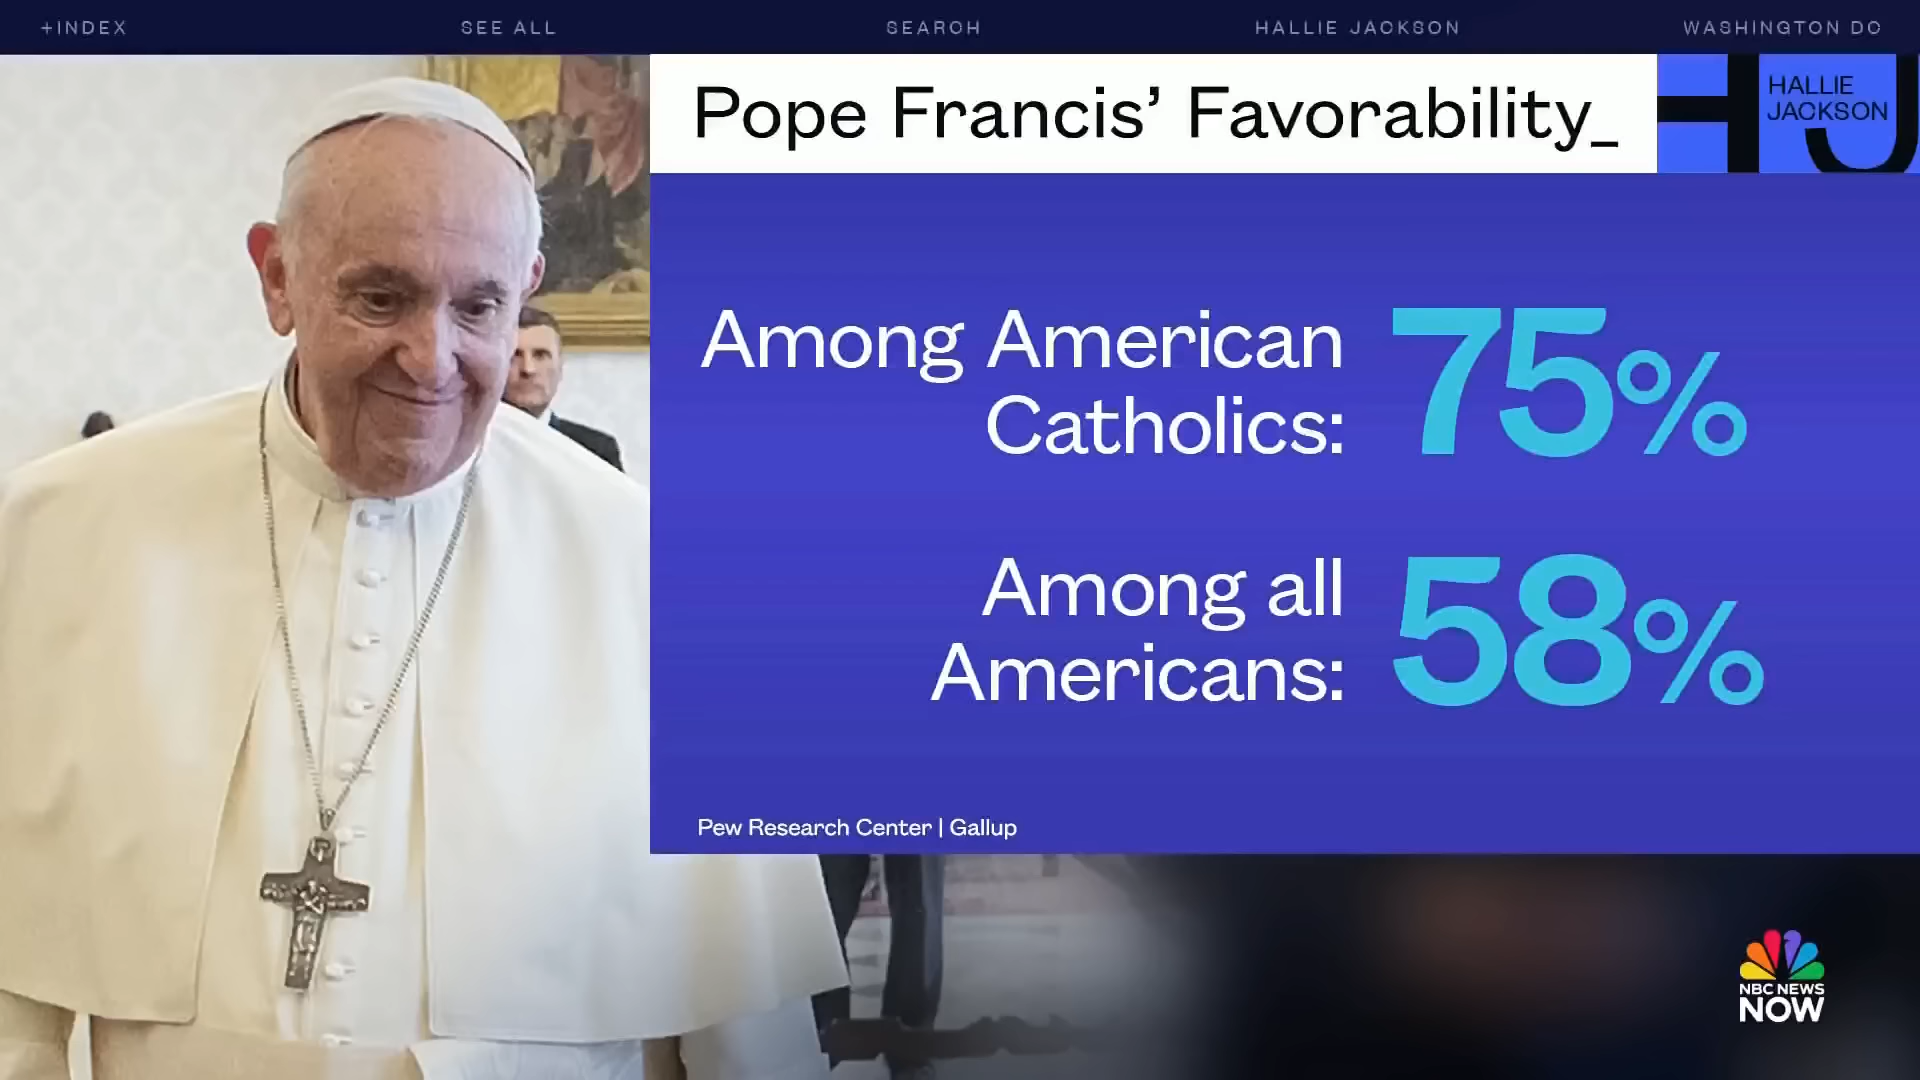 +INDEX
SEE ALL
SEARCH
HALLIE JACKSON
WASHINGTON DC
Pope Francis’ Favorability_
HJ
HALLIE
JACKSON
Among American
Catholics:
75%
Among all
Americans:
58%
Pew Research Center | Gallup
NBC NEWS
NOW